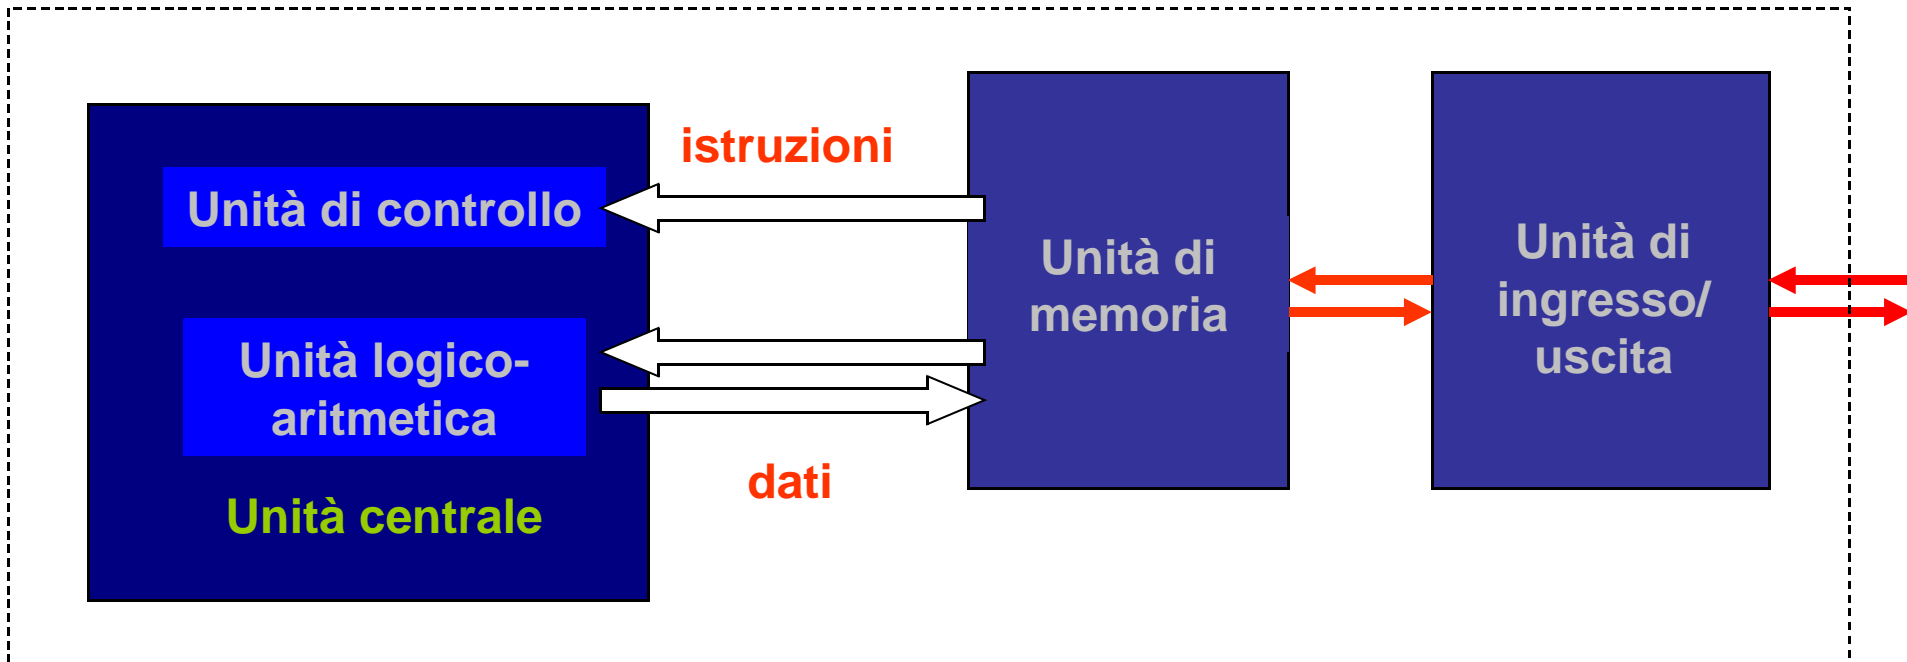 istruzioni
Unità di controllo
Unità logico-
aritmetica
Unità centrale
dati
Unità di
memoria
Unità di
ingresso/
uscita